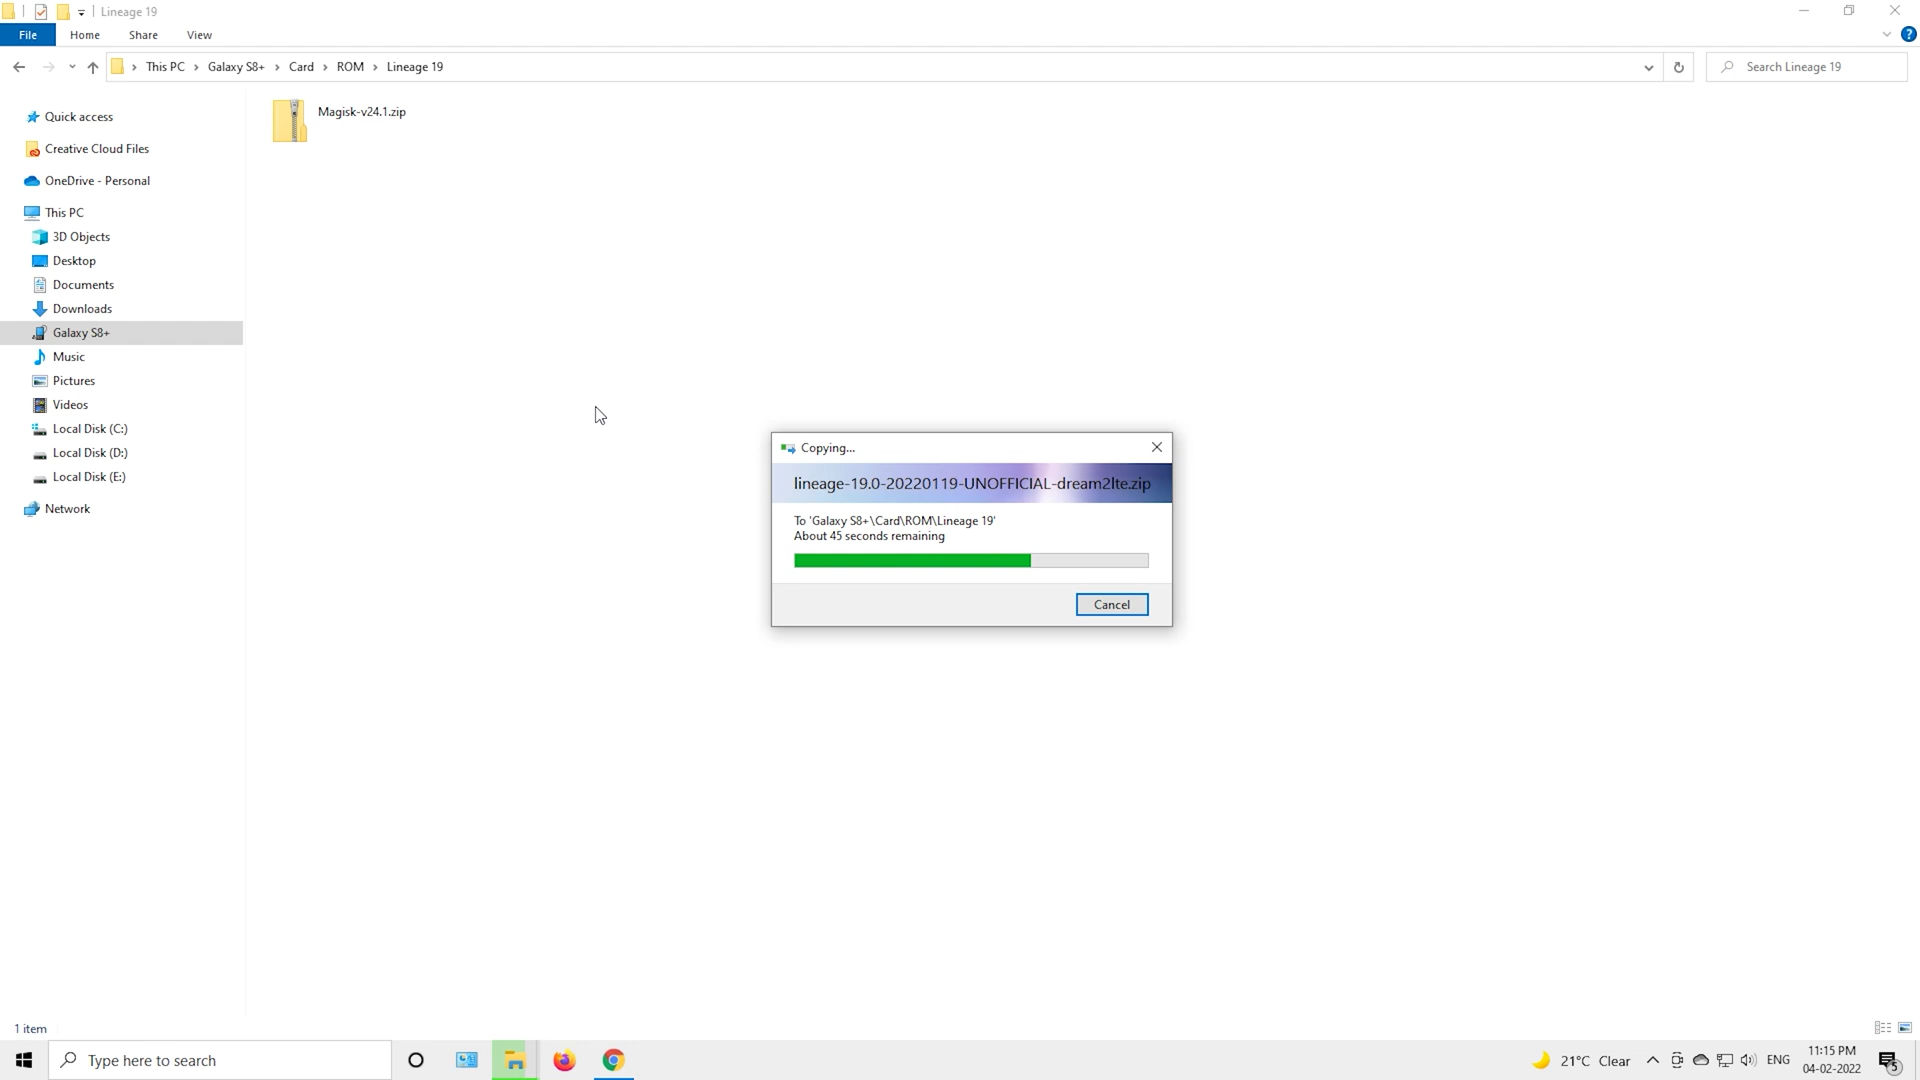 Lineage 19
File Home Share View
This PC Galaxy S8+ Card ROM Lineage 19
Search Lineage 19
Quick access
Creative Cloud Files
OneDrive - Personal
This PC
3D Objects
Desktop
Documents
Downloads
Galaxy S8+
Music
Pictures
Videos
Local Disk (C:)
Local Disk (D:)
Local Disk (E:)
Network
Magisk-v24.1.zip
Copying...
lineage-19.0-20220119-UNOFFICIAL-dream2lte.zip
To 'Galaxy S8+\Card\ROM\Lineage 19'
About 45 seconds remaining
Cancel
1 item
Type here to search
21°C Clear
ENG
11:15 PM
04-02-2022
5